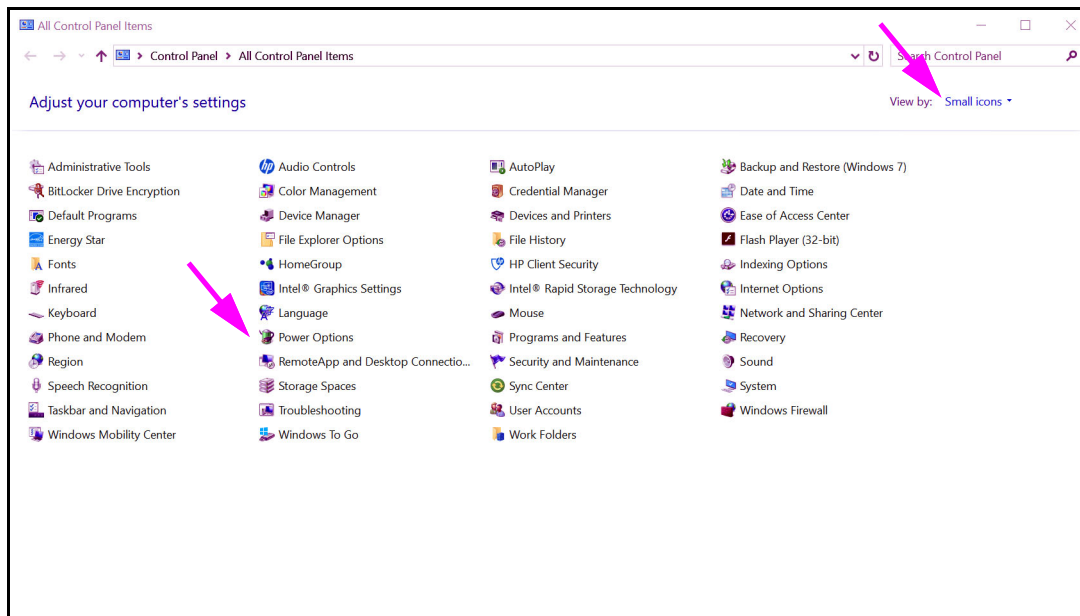 All Control Panel Items
Control Panel > All Control Panel Items
Search Control Panel
Adjust your computer's settings
View by: Small icons
Administrative Tools Audio Controls AutoPlay Backup and Restore (Windows 7)
BitLocker Drive Encryption Color Management Credential Manager Date and Time
Default Programs Device Manager Devices and Printers Ease of Access Center
Energy Star File Explorer Options File History Flash Player (32-bit)
Fonts HomeGroup HP Client Security Indexing Options
Infrared Intel® Graphics Settings Intel® Rapid Storage Technology Internet Options
Keyboard Language Mouse Network and Sharing Center
Phone and Modem Power Options Programs and Features Recovery
Region RemoteApp and Desktop Connectio... Security and Maintenance Sound
Speech Recognition Storage Spaces Sync Center System
Taskbar and Navigation Troubleshooting User Accounts Windows Firewall
Windows Mobility Center Windows To Go Work Folders